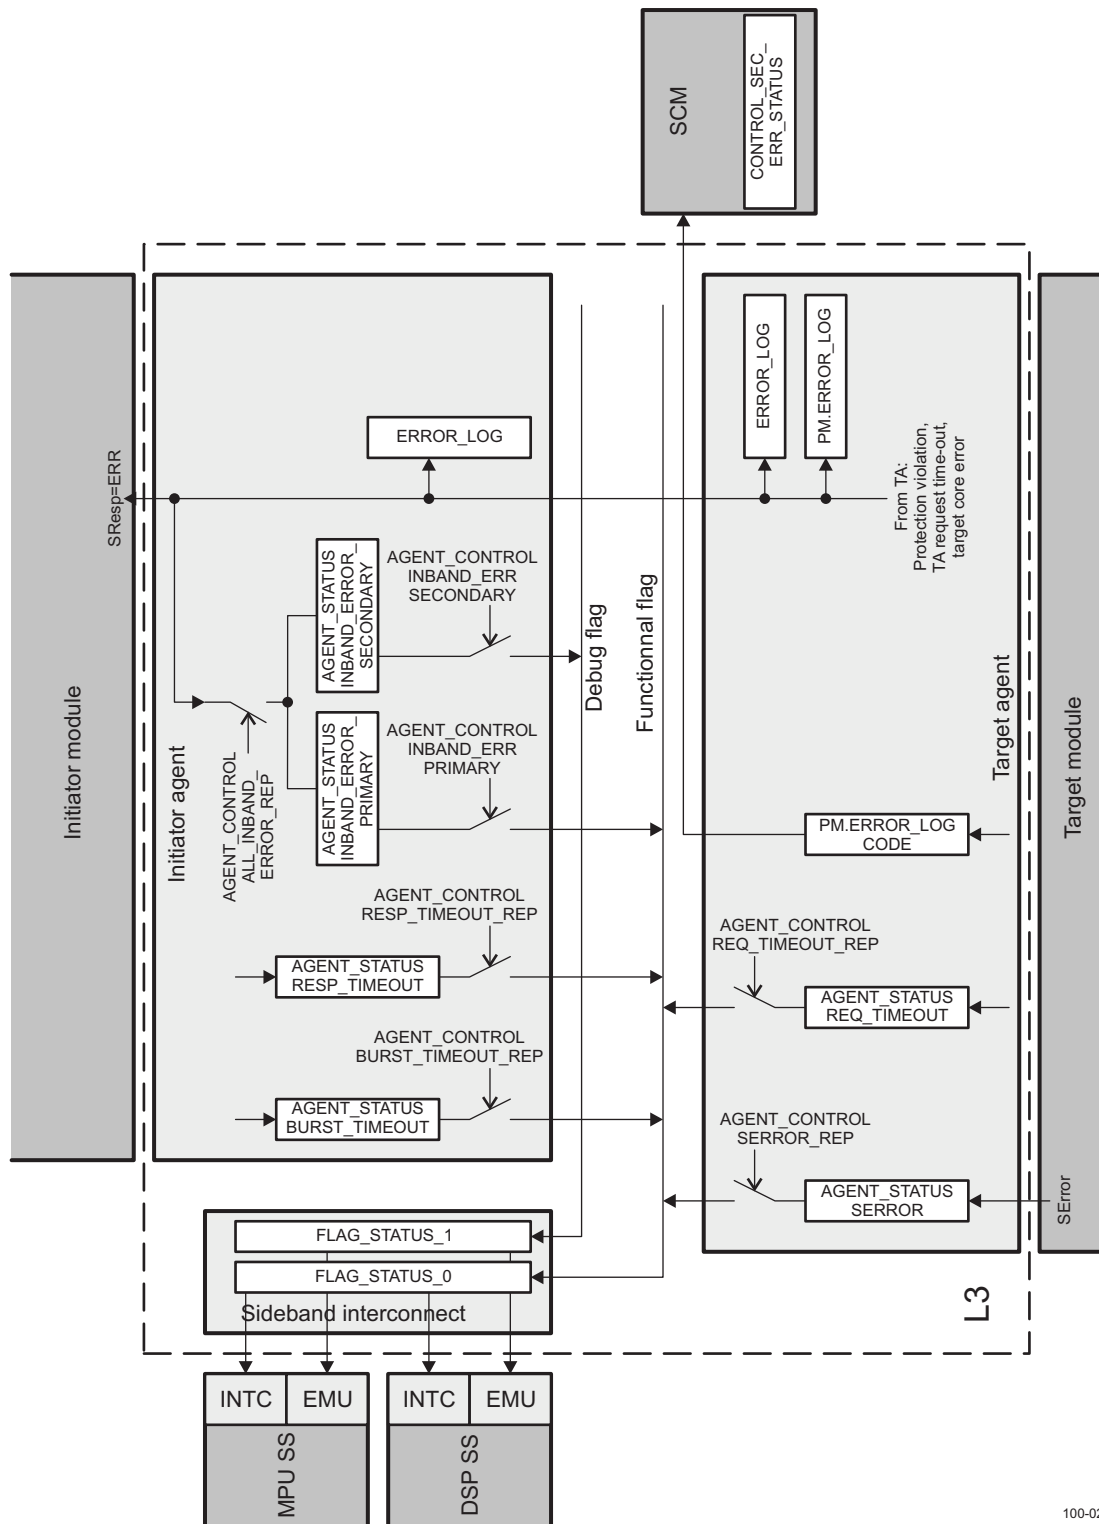 SCM
CONTROL_SEC_
ERR_STATUS
Initiator module
SResp=ERR
Initiator agent
ERROR_LOG
AGENT_STATUS
INBAND_ERROR_
SECONDARY
AGENT_CONTROL
INBAND_ERR
SECONDARY
AGENT_CONTROL
ALL_INBAND_
ERROR_REP
AGENT_STATUS
INBAND_ERROR_
PRIMARY
AGENT_CONTROL
INBAND_ERR
PRIMARY
AGENT_CONTROL
RESP_TIMEOUT_REP
AGENT_STATUS
RESP_TIMEOUT
AGENT_CONTROL
BURST_TIMEOUT_REP
AGENT_STATUS
BURST_TIMEOUT
Debug flag
Functionnal flag
ERROR_LOG
PM.ERROR_LOG
From TA:
Protection violation,
TA request time-out,
target core error
Target agent
Target module
PM.ERROR_LOG
CODE
AGENT_CONTROL
REQ_TIMEOUT_REP
AGENT_STATUS
REQ_TIMEOUT
AGENT_CONTROL
SERROR_REP
AGENT_STATUS
SERROR
SError
FLAG_STATUS_1
FLAG_STATUS_0
Sideband interconnect
L3
INTC
EMU
MPU SS
INTC
EMU
DSP SS
100-02